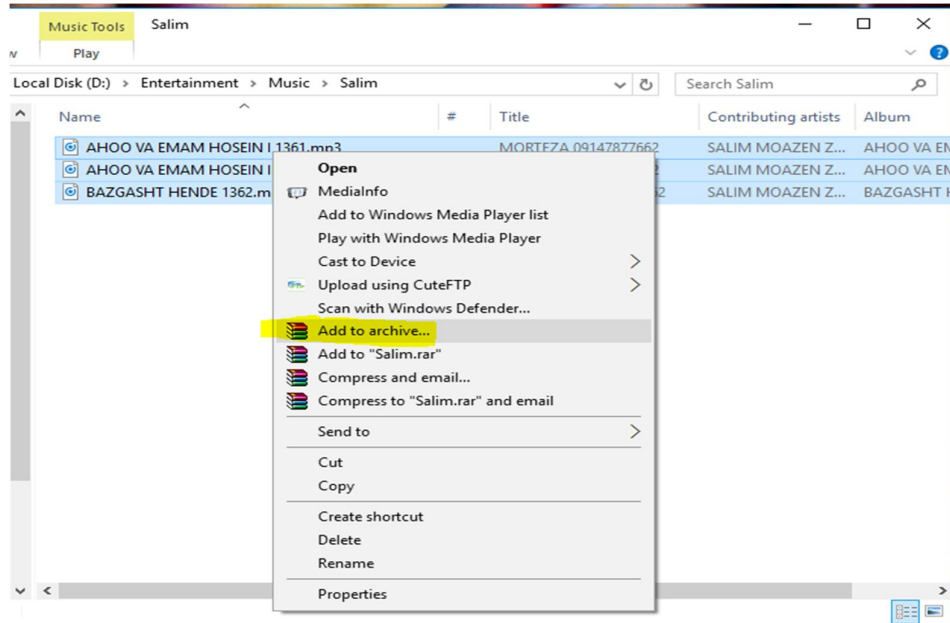 Music Tools Salim
Play
Local Disk (D:) > Entertainment > Music > Salim
Search Salim
Name # Title Contributing artists Album
AHOO VA EMAM HOSEIN I 1361.mp3 MORTEZA 09147877662 SALIM MOAZEN Z... AHOO VA EM
AHOO VA EMAM HOSEIN I SALIM MOAZEN Z... AHOO VA EM
BAZGASHT HENDE 1362.m 62 SALIM MOAZEN Z... BAZGASHT
Open
MediaInfo
Add to Windows Media Player list
Play with Windows Media Player
Cast to Device
Upload using CuteFTP
Scan with Windows Defender...
Add to archive...
Add to "Salim.rar"
Compress and email...
Compress to "Salim.rar" and email
Send to
Cut
Copy
Create shortcut
Delete
Rename
Properties